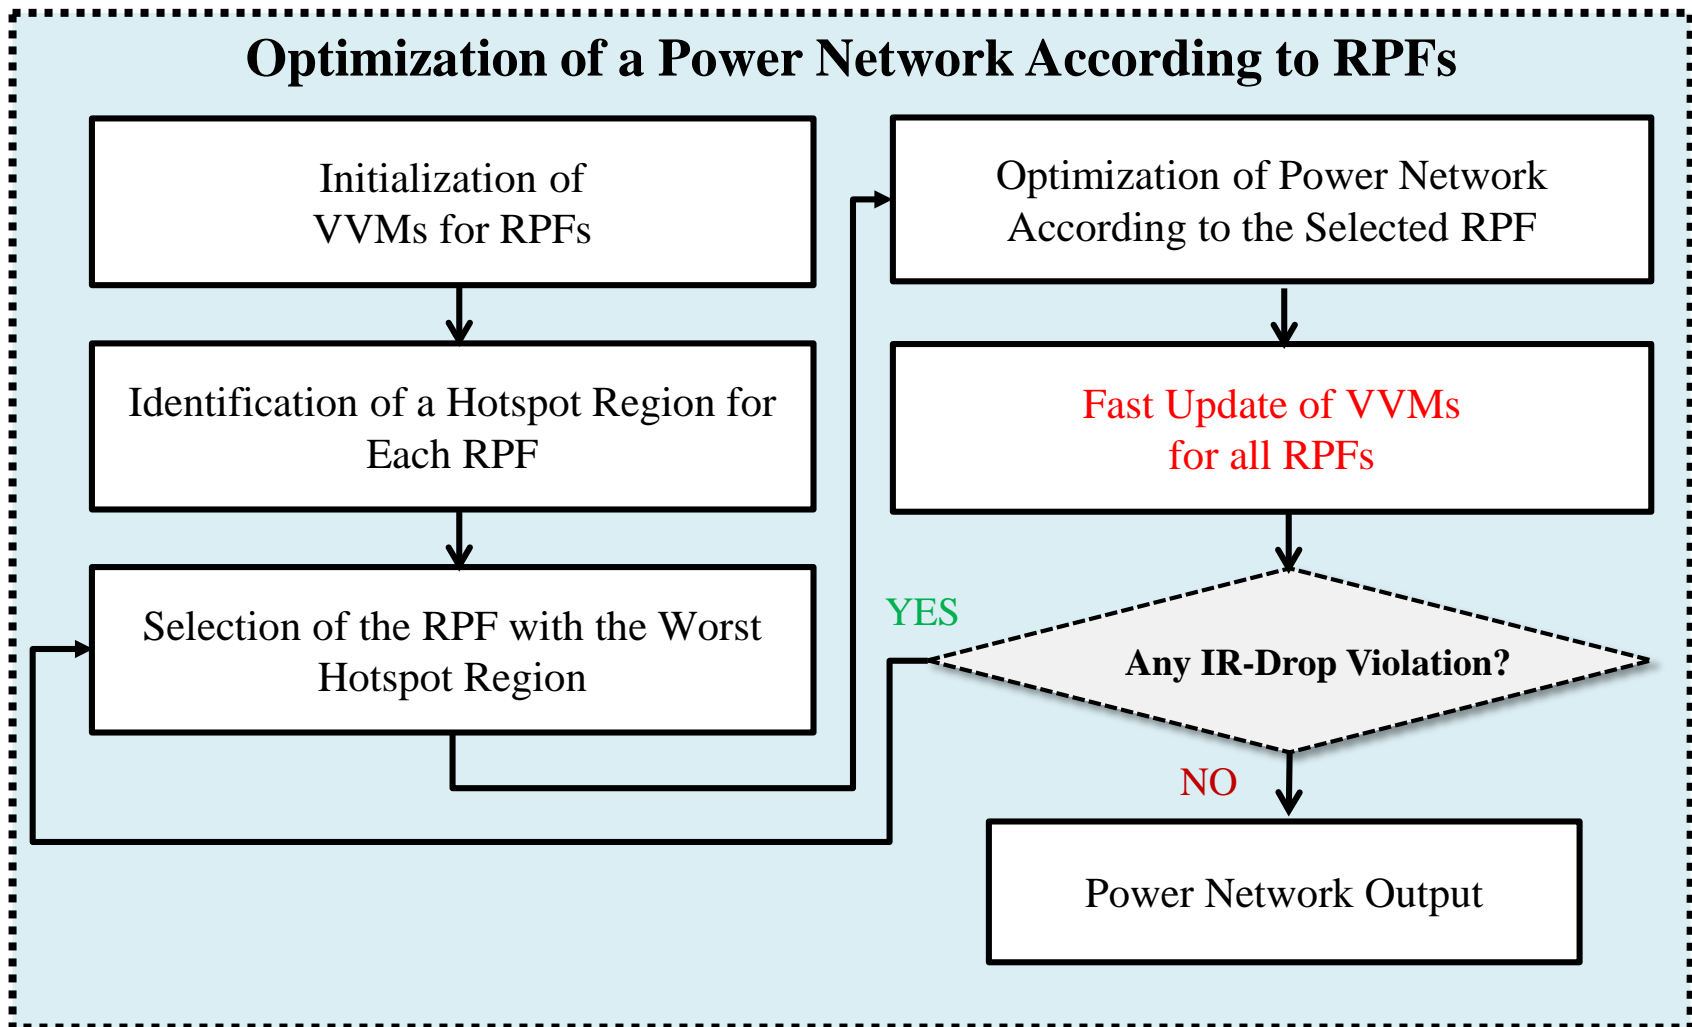 Optimization of a Power Network According to RPFs
Initialization of
VVMs for RPFs
Identification of a Hotspot Region for
Each RPF
Selection of the RPF with the Worst
Hotspot Region
Optimization of Power Network
According to the Selected RPF
Fast Update of VVMs
for all RPFs
YES
Any IR-Drop Violation?
NO
Power Network Output